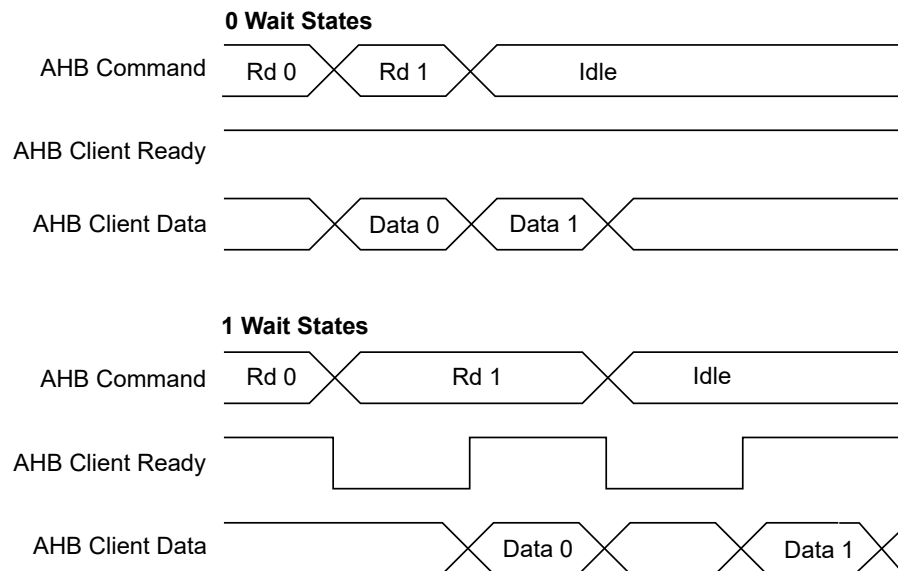 0 Wait States
AHB Command Rd 0 Rd 1 Idle
AHB Client Ready
AHB Client Data Data 0 Data 1
1 Wait States
AHB Command Rd 0 Rd 1 Idle
AHB Client Ready
AHB Client Data Data 0 Data 1